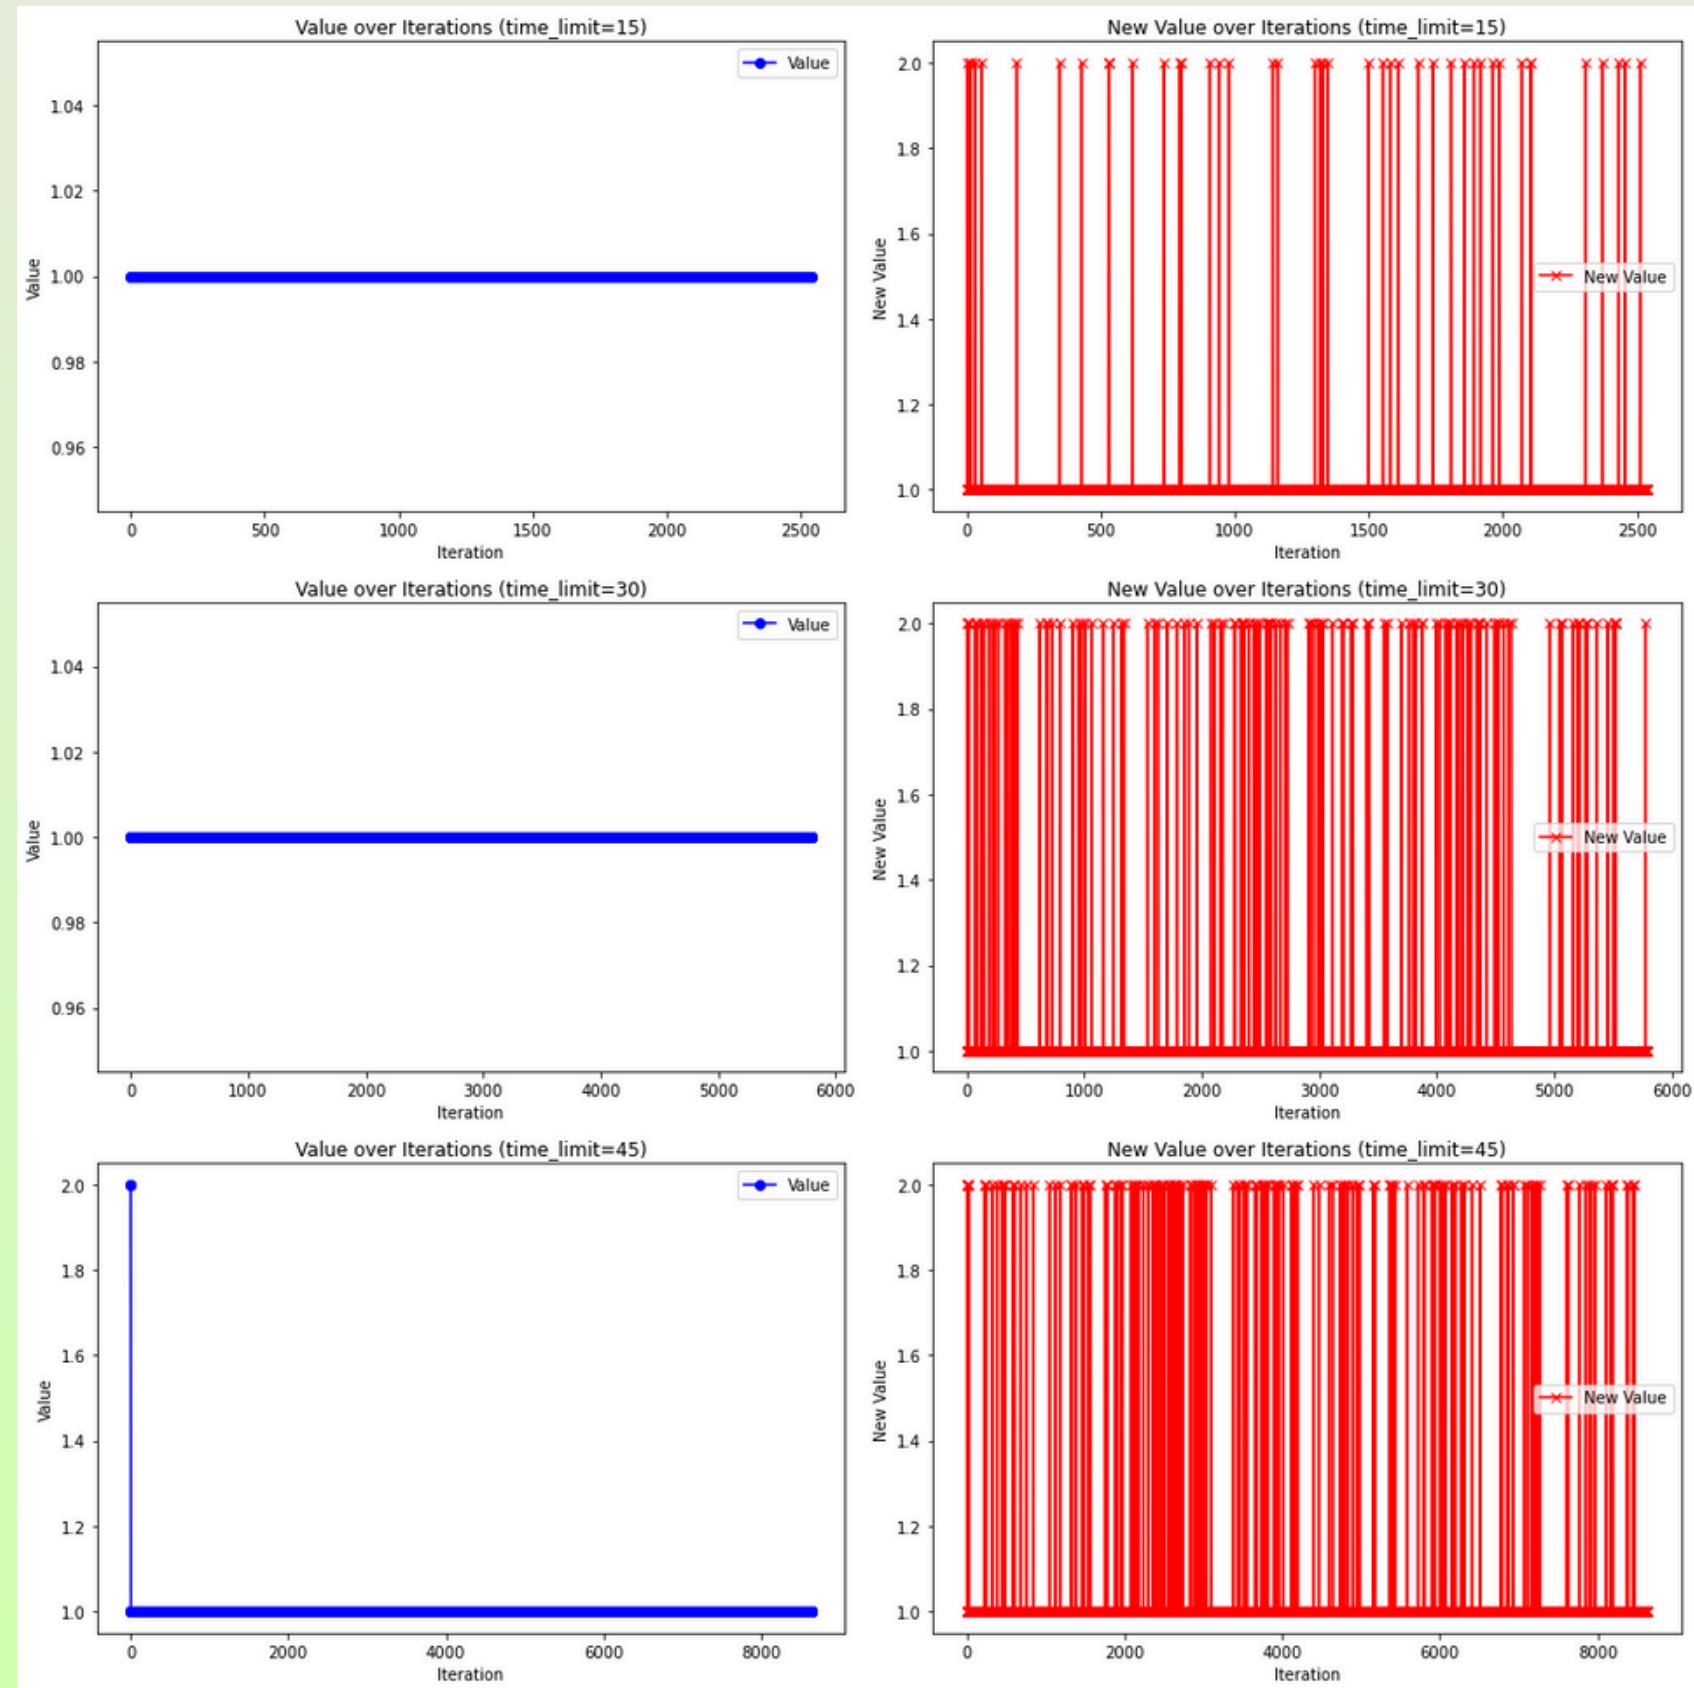 Value over Iterations (time_limit=15)
Value
1.04
1.02
1.00
0.98
0.96
Value
0 500 1000 1500 2000 2500
Iteration
New Value over Iterations (time_limit=15)
2.0
1.8
1.6
1.4
1.2
1.0
New Value
New Value
0 500 1000 1500 2000 2500
Iteration
Value over Iterations (time_limit=30)
Value
1.04
1.02
1.00
0.98
0.96
Value
0 1000 2000 3000 4000 5000 6000
Iteration
New Value over Iterations (time_limit=30)
2.0
1.8
1.6
1.4
1.2
1.0
New Value
New Value
0 1000 2000 3000 4000 5000 6000
Iteration
Value over Iterations (time_limit=45)
Value
2.0
1.8
1.6
1.4
1.2
1.0
Value
0 2000 4000 6000 8000
Iteration
New Value over Iterations (time_limit=45)
2.0
1.8
1.6
1.4
1.2
1.0
New Value
New Value
0 2000 4000 6000 8000
Iteration